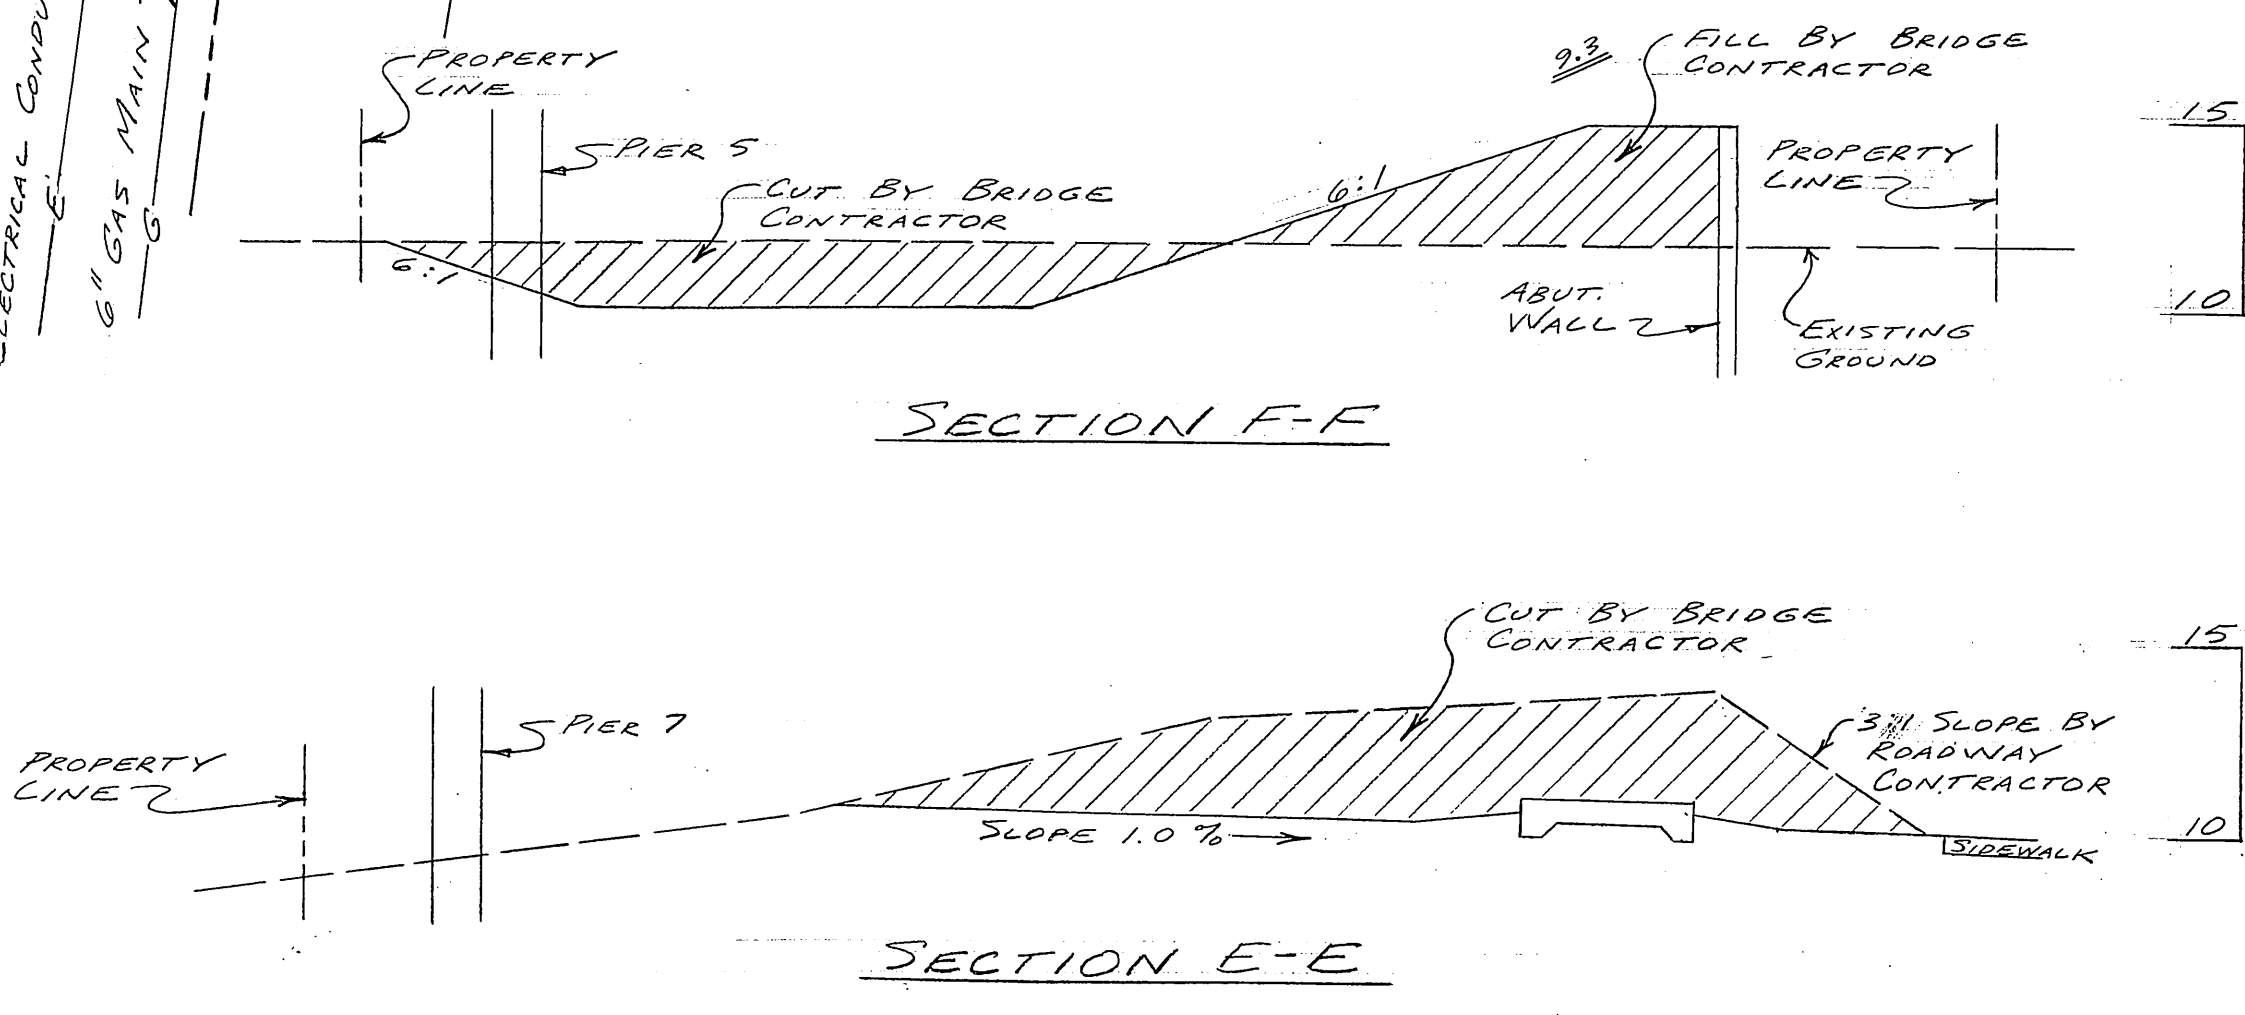 ELECTRICAL CONDU
E
6" GAS MAIN
G
PROPERTY
LINE
PIER 5
CUT BY BRIDGE
CONTRACTOR
6:1
6:1
9.3
FILL BY BRIDGE
CONTRACTOR
PROPERTY
LINE
ABUT.
WALL
EXISTING
GROUND
15
10
SECTION F-F
CUT BY BRIDGE
CONTRACTOR
PIER 7
PROPERTY
LINE
SLOPE 1.0 %
3:1 SLOPE BY
ROADWAY
CONTRACTOR
SIDEWALK
15
10
SECTION E-E